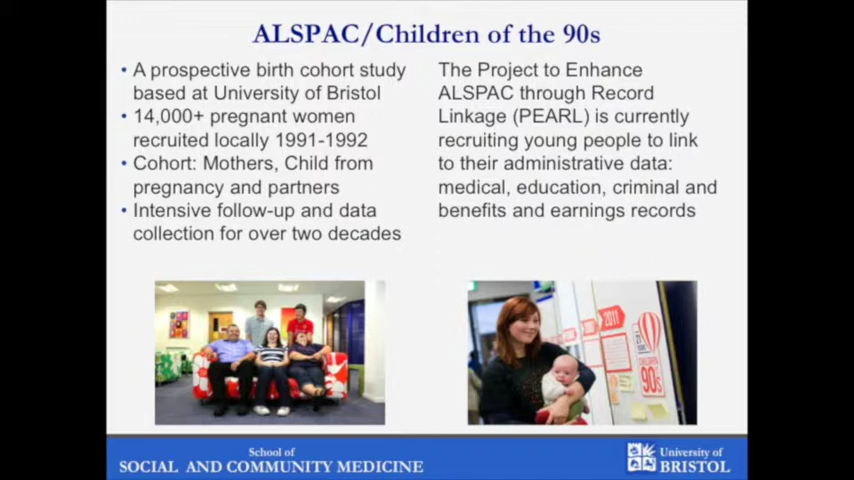 ALSPAC/Children of the 90s
• A prospective birth cohort study
based at University of Bristol
• 14,000+ pregnant women
recruited locally 1991-1992
• Cohort: Mothers, Child from
pregnancy and partners
• Intensive follow-up and data
collection for over two decades
The Project to Enhance
ALSPAC through Record
Linkage (PEARL) is currently
recruiting young people to link
to their administrative data:
medical, education, criminal and
benefits and earnings records
2011
CHILDREN
90s
School of
SOCIAL AND COMMUNITY MEDICINE
University of
BRISTOL